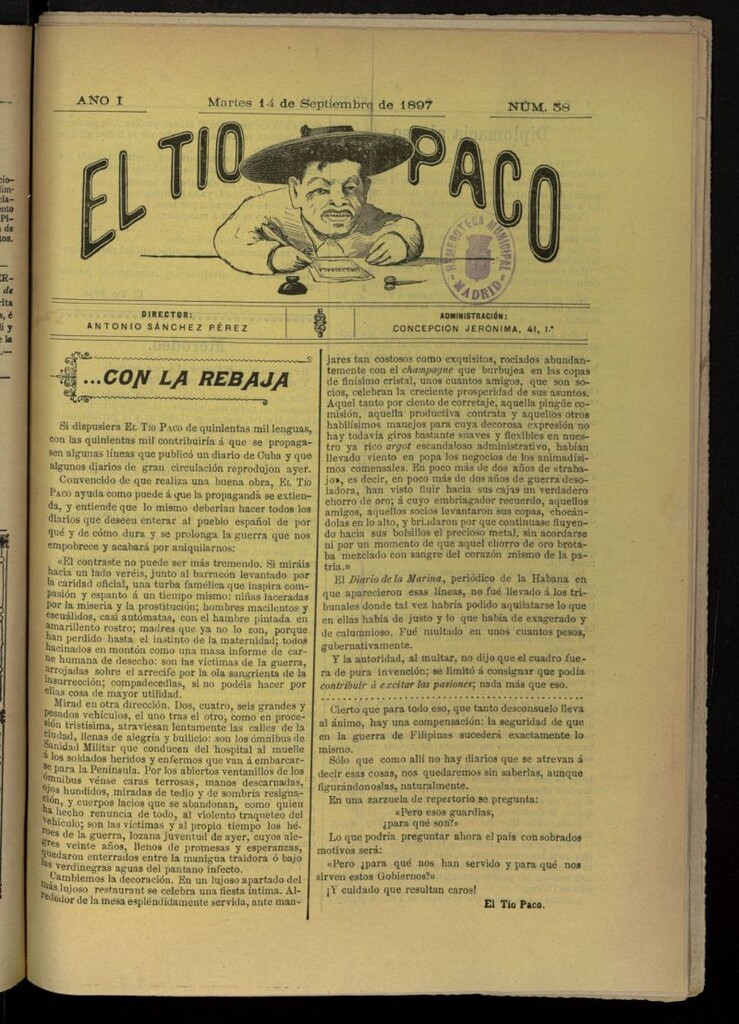 AÑO I
Martes 14 de Septiembre de 1897
NÚM. 38
EL TIO PACO
HEMEROTECA MUNICIPAL
MADRID
DIRECTOR:
ANTONIO SÁNCHEZ PÉREZ
ADMINISTRACIÓN:
CONCEPCIÓN JERÓNIMA, 41, 1.º
...CON LA REBAJA
Si dispusiera EL TIO PACO de quinientas mil lenguas,
con las quinientas mil contribuiría á que se propaga-
sen algunas líneas que publicó un diario de Cuba y que
algunos diarios de gran circulación reprodujon ayer.
Convencido de que realiza una buena obra, EL TIO
PACO ayuda como puede á que la propaganda se extien-
da, y entiende que lo mismo deberían hacer todos los
diarios que deseen enterar al pueblo español de por
qué y de cómo dura y se prolonga la guerra que nos
empobrece y acabará por aniquilarnos:
«El contraste no puede ser más tremendo. Si miráis
hacia un lado veréis, junto al barracón levantado por
la caridad oficial, una turba famélica que inspira com-
pasión y espanto á un tiempo mismo: niñas laceradas
por la miseria y la prostitución; hombres macilentos y
escuálidos, casi autómatas, con el hambre pintada en
amarillento rostro; madres que ya no lo son, porque
han perdido hasta el instinto de la maternidad; todos
hacinados en montón como una masa informe de car-
ne humana de desecho: son las víctimas de la guerra,
arrojadas sobre el arrecife por la ola sangrienta de la
insurrección; compadecedlas, si no podéis hacer por
ellas cosa de mayor utilidad.
Mirad en otra dirección. Dos, cuatro, seis grandes y
pesados vehículos, el uno tras el otro, como en proce-
sión tristísima, atraviesan lentamente las calles de la
ciudad, llenas de alegría y bullicio: son los ómnibus de
Sanidad Militar que conducen del hospital al muelle
á los soldados heridos y enfermos que van á embarcar-
se para la Península. Por los abiertos ventanillos de los
ómnibus vénse caras terrosas, manos descarnadas,
ojos hundidos, miradas de tedio y de sombría resigna-
ción, y cuerpos lacios que se abandonan, como quien
ha hecho renuncia de todo, al violento traqueteo del
vehículo; son las víctimas y al propio tiempo los hé-
roes de la guerra, lozana juventud de ayer, cuyos ale-
gres veinte años, llenos de promesas y esperanzas,
quedaron enterrados entre la manigua traidora ó bajo
las verdinegras aguas del pantano infecto.
Cambiemos la decoración. En un lujoso apartado del
más lujoso restaurant se celebra una fiesta íntima. Al-
rededor de la mesa espléndidamente servida, ante man-
jares tan costosos como exquisitos, rociados abundan-
temente con el champagne que burbujea en las copas
de finísimo cristal, unos cuantos amigos, que son so-
cios, celebran la creciente prosperidad de sus asuntos.
Aquel tanto por ciento de corretaje, aquella pingüe co-
misión, aquella productiva contrata y aquellos otros
habilísimos manejos para cuya decorosa expresión no
hay todavía giros bastante suaves y flexibles en nues-
tro ya rico argot escandaloso administrativo, habían
llevado viento en popa los negocios de los animadísi-
mos comensales. En poco más de dos años de «traba-
jo», es decir, en poco más de dos años de guerra deso-
ladora, han visto fluir hacia sus cajas un verdadero
chorro de oro; á cuyo embriagador recuerdo, aquellos
amigos, aquellos socios levantaron sus copas, chocán-
dolas en lo alto, y brindaron por que continuase fluyen-
do hacia sus bolsillos el precioso metal, sin acordarse
ni por un momento de que aquel chorro de oro brota-
ba mezclado con sangre del corazón mismo de la pa-
tria.»
El Diario de la Marina, periódico de la Habana en
que aparecieron esas líneas, no fué llevado á los tri-
bunales donde tal vez habría podido aquilatarse lo que
en ellas había de justo y lo que había de exagerado y
de calumnioso. Fué multado en unos cuantos pesos,
gubernativamente.
Y la autoridad, al multar, no dijo que el cuadro fue-
ra de pura invención; se limitó á consignar que podía
contribuir á excitar las pasiones; nada más que eso.
Cierto que para todo eso, que tanto desconsuelo lleva
al ánimo, hay una compensación: la seguridad de que
en la guerra de Filipinas sucederá exactamente lo
mismo.
Sólo que como allí no hay diarios que se atrevan á
decir esas cosas, nos quedaremos sin saberlas, aunque
figurándonoslas, naturalmente.
En una zarzuela de repertorio se pregunta:
«Pero esos guardias,
¿para qué son?»
Lo que podría preguntar ahora el país con sobrados
motivos será:
«Pero ¿para qué nos han servido y para qué nos
sirven estos Gobiernos?»
¡Y cuidado que resultan caros!
El Tío Paco.